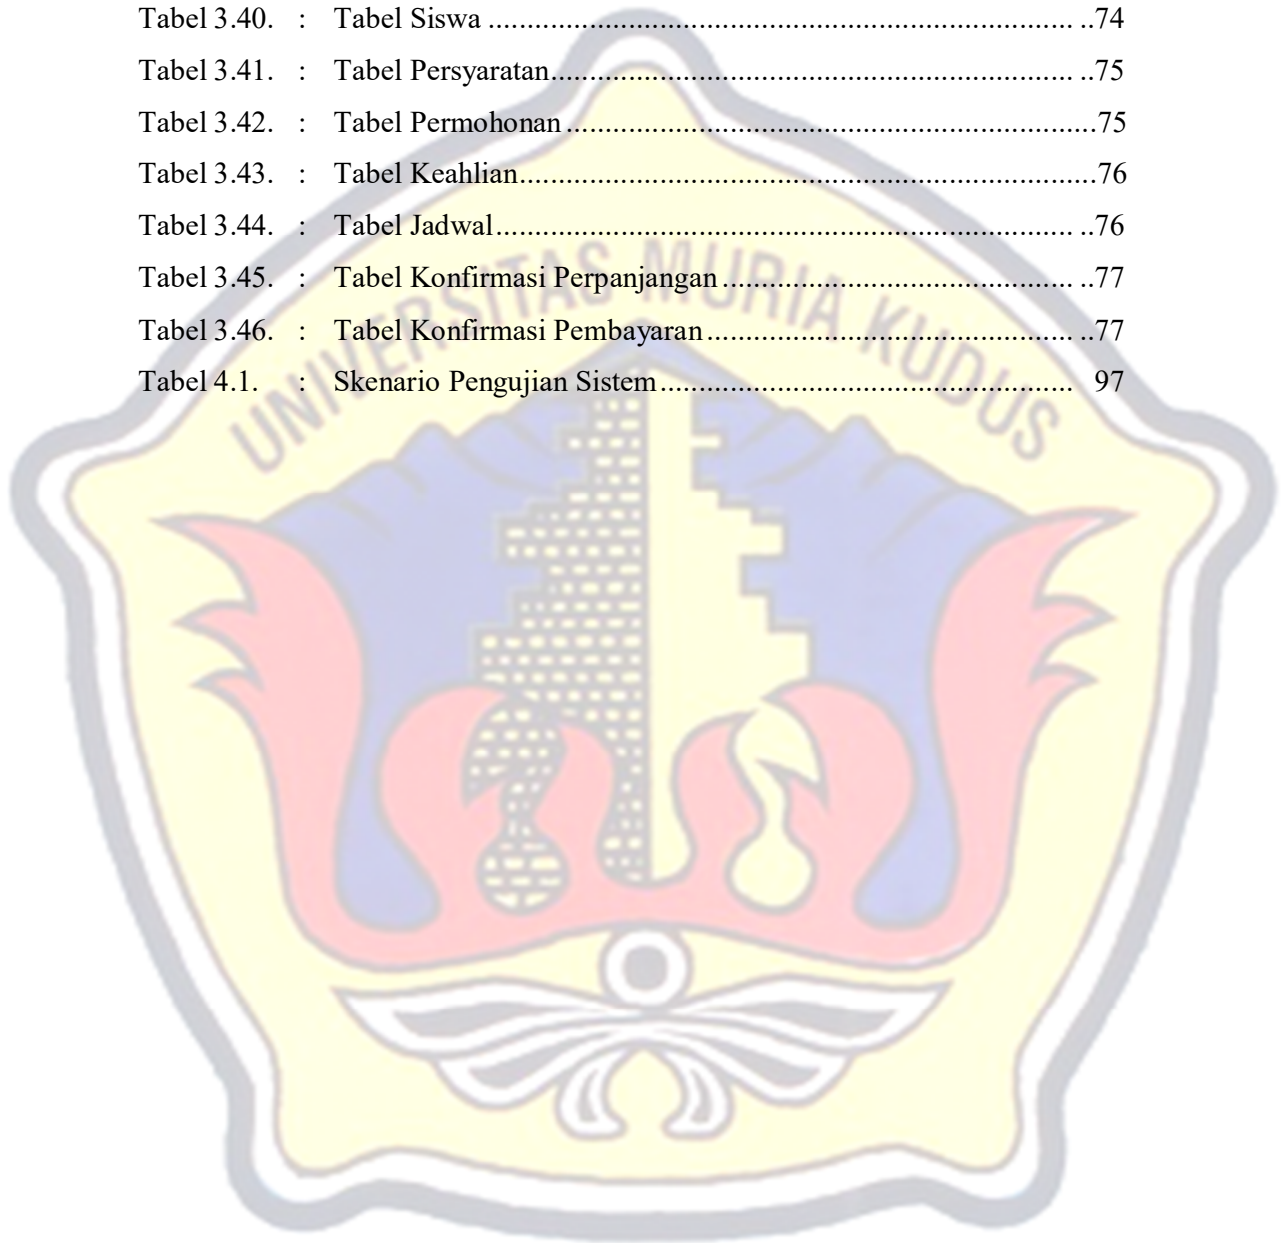 Tabel 3.40. : Tabel Siswa ........................................................................... ..74
Tabel 3.41. : Tabel Persyaratan................................................................... ..75
Tabel 3.42. : Tabel Permohonan ....................................................................75
Tabel 3.43. : Tabel Keahlian..........................................................................76
Tabel 3.44. : Tabel Jadwal.......................................................................... ..76
Tabel 3.45. : Tabel Konfirmasi Perpanjangan ............................................. ..77
Tabel 3.46. : Tabel Konfirmasi Pembayaran ............................................... ..77
Tabel 4.1. : Skenario Pengujian Sistem..................................................... 97
UNIVERSITAS MURIA KUDUS